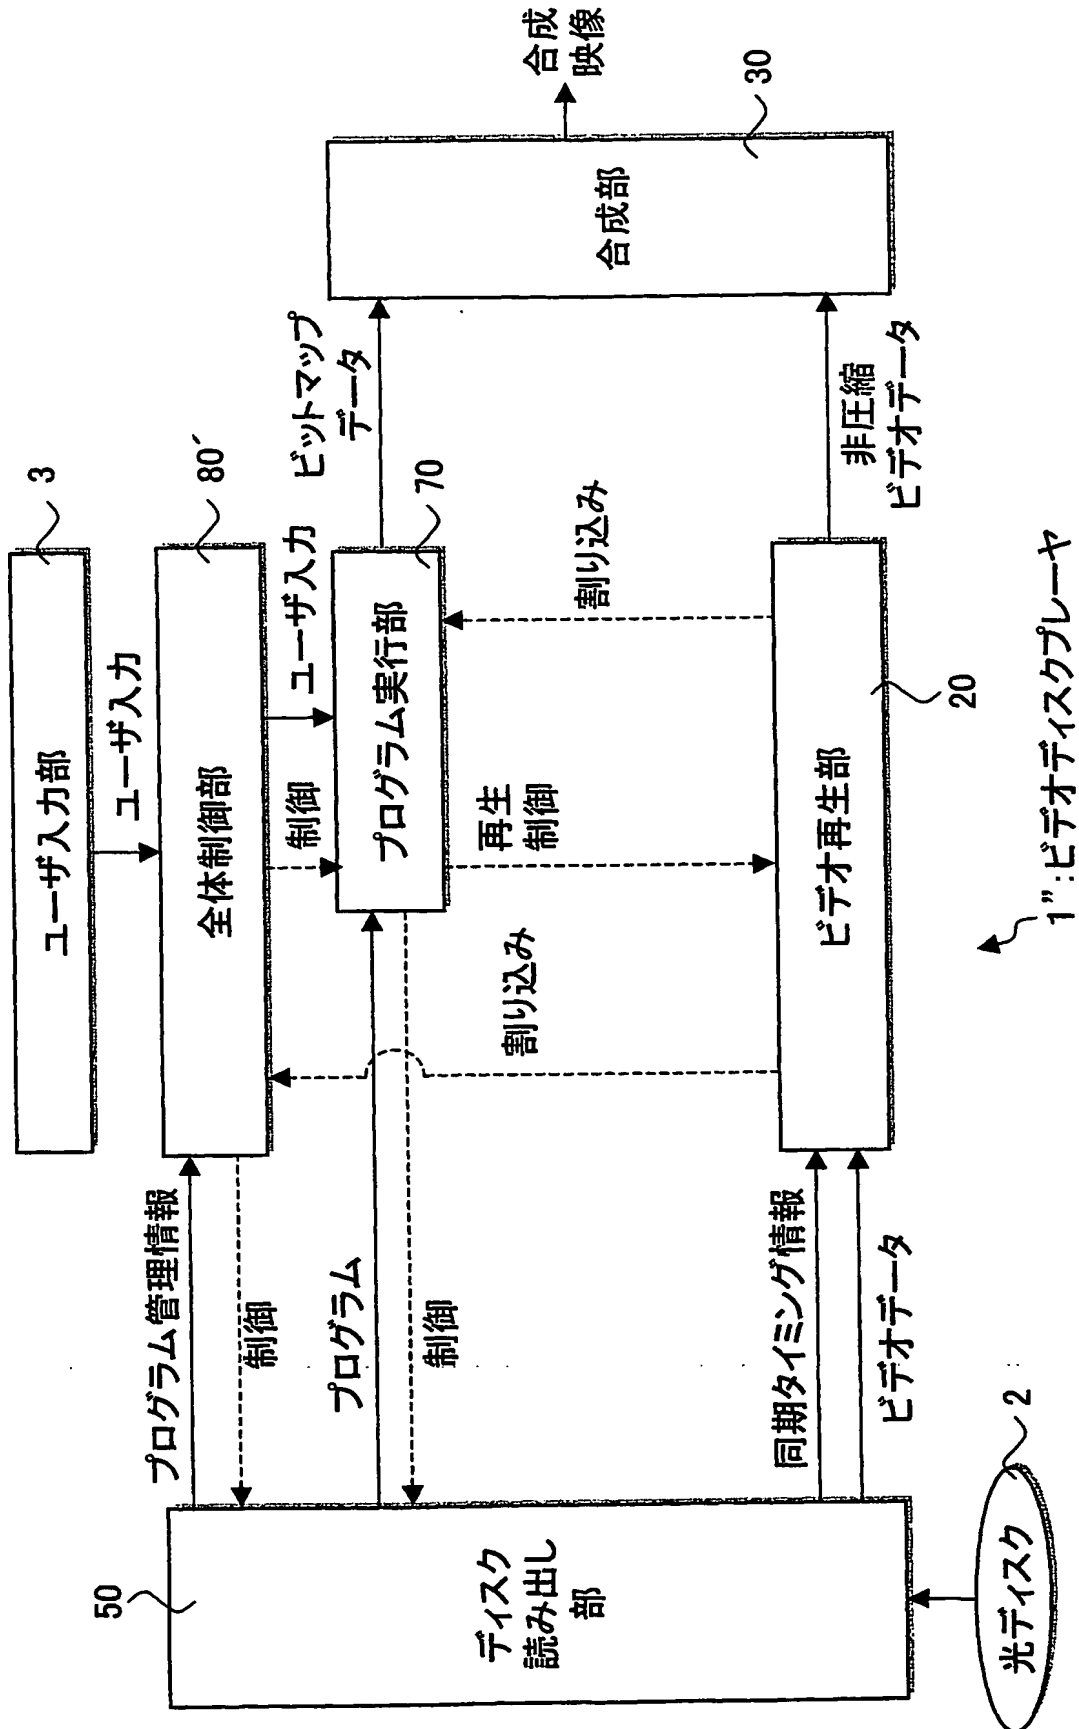 ユーザ入力部
3
ユーザ入力
全体制御部
80´
プログラム管理情報
制御
制御
ユーザ入力
プログラム実行部
70
プログラム
制御
ビットマップ
データ
割り込み
再生
制御
割り込み
ディスク
読み出し
部
50
同期タイミング情報
ビデオデータ
ビデオ再生部
20
非圧縮
ビデオデータ
合成部
30
合成
映像
光ディスク
2
1”:ビデオディスクプレーヤ